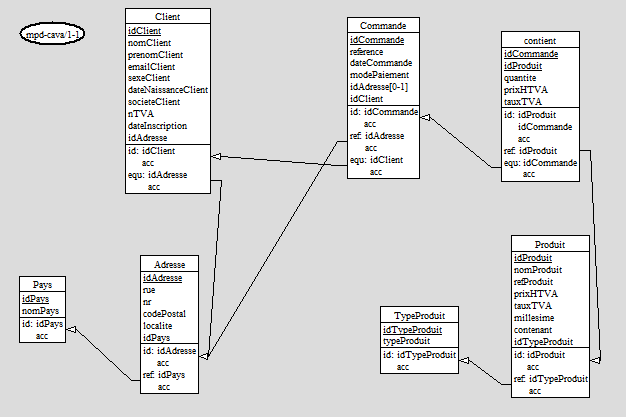 mpd-cava/1-1
Client
idClient
nomClient
prenomClient
emailClient
sexeClient
dateNaissanceClient
societeClient
nTVA
dateInscription
idAdresse
id: idClient
acc
equ: idAdresse
acc
Commande
idCommande
reference
dateCommande
modePaiement
idAdresse[0-1]
idClient
id: idCommande
acc
ref: idAdresse
acc
equ: idClient
acc
contient
idCommande
idProduit
quantite
prixHTVA
tauxTVA
id: idProduit
idCommande
acc
ref: idProduit
equ: idCommande
acc
Pays
idPays
nomPays
id: idPays
acc
Adresse
idAdresse
rue
nr
codePostal
localite
idPays
id: idAdresse
acc
ref: idPays
acc
TypeProduit
idTypeProduit
typeProduit
id: idTypeProduit
acc
Produit
idProduit
nomProduit
refProduit
prixHTVA
tauxTVA
millesime
contenant
idTypeProduit
id: idProduit
acc
ref: idTypeProduit
acc